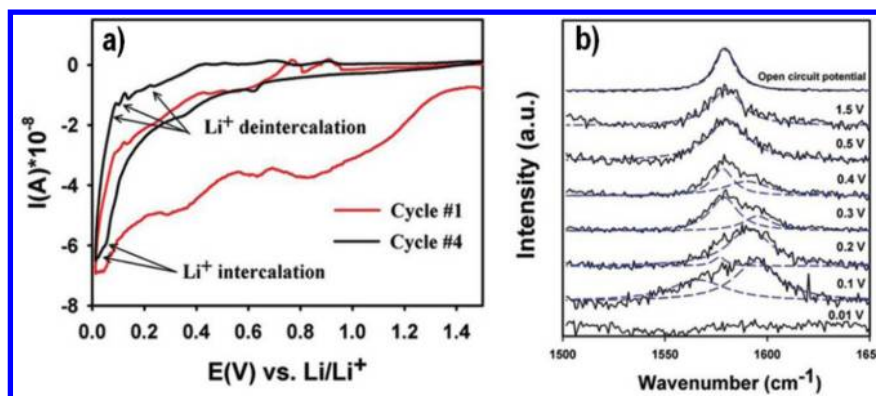 a)
I(A)*10-8
0
-2
-4
-6
-8
Li+ deintercalation
Cycle #1
Cycle #4
Li+ intercalation
0.0 0.2 0.4 0.6 0.8 1.0 1.2 1.4
E(V) vs. Li/Li+
b)
Intensity (a.u.)
Open circuit potential
1.5 V
0.5 V
0.4 V
0.3 V
0.2 V
0.1 V
0.01 V
1500 1550 1600 165
Wavenumber (cm-1)